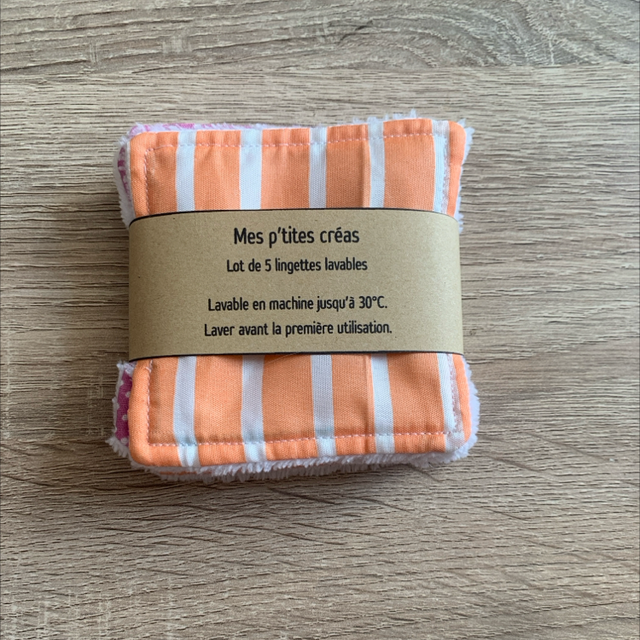 Mes p'tites créas
Lot de 5 lingettes lavables
Lavable en machine jusqu'à 30°C.
Laver avant la première utilisation.